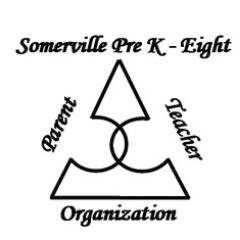 Somerville Pre K - Eight
Parent
Teacher
Organization